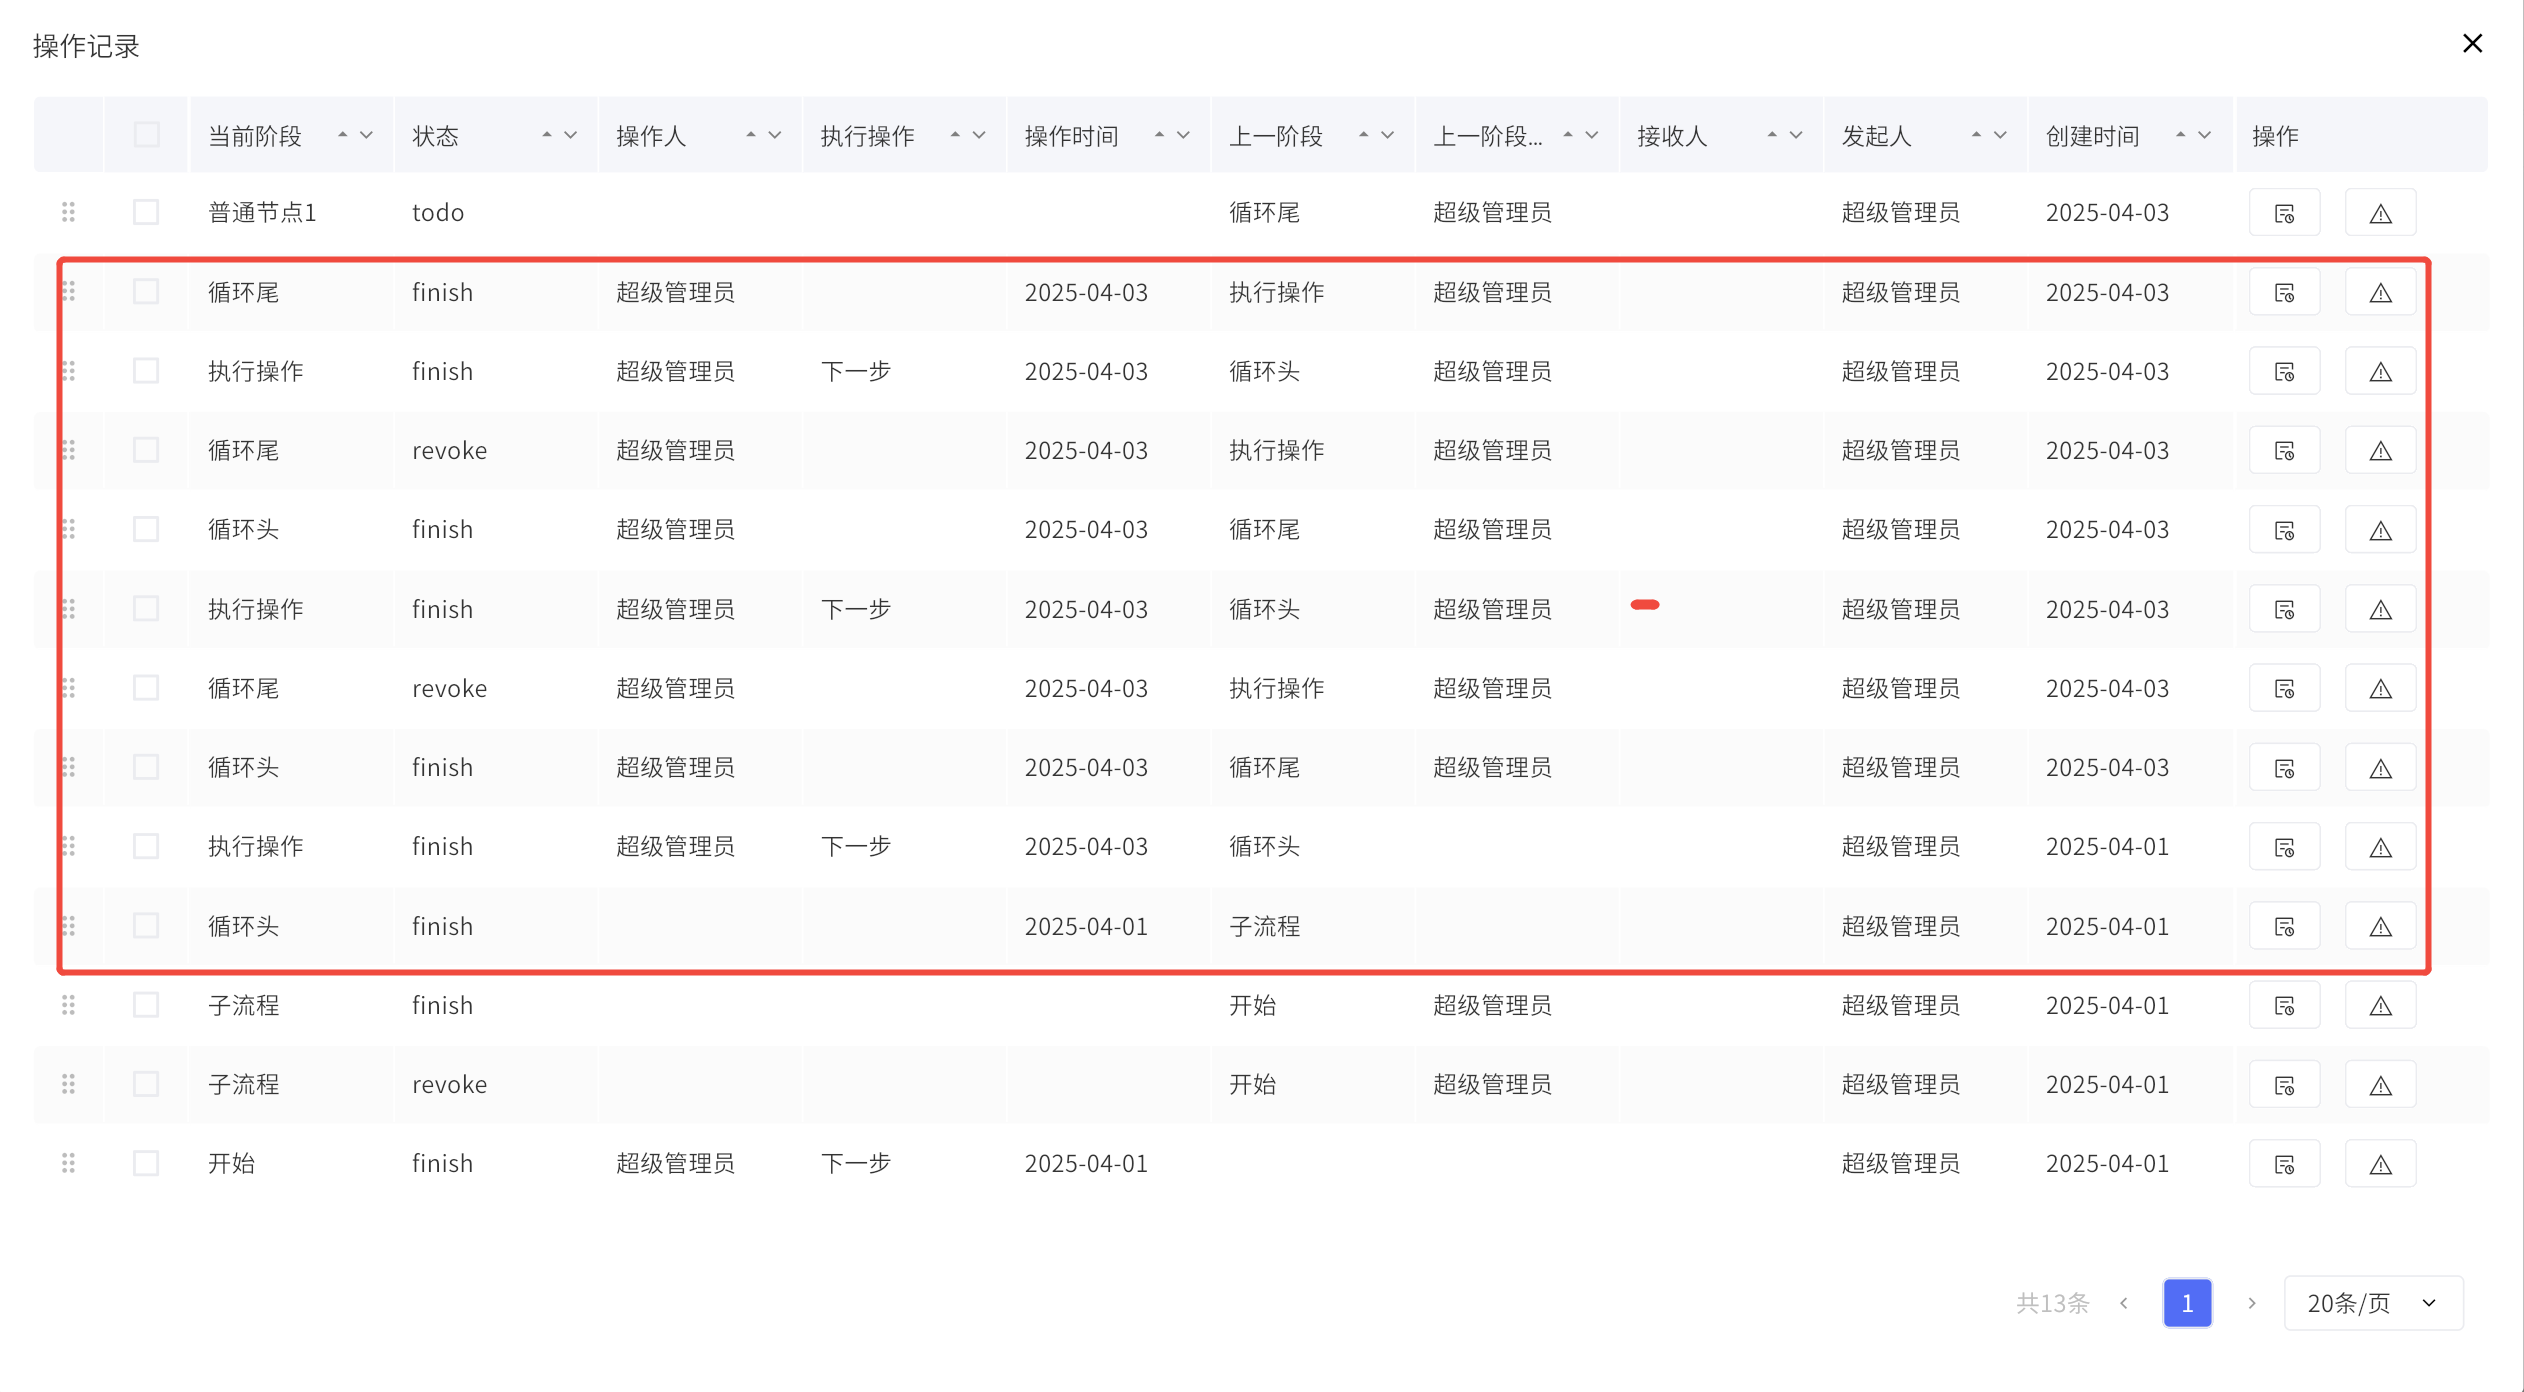 操作记录
当前阶段 状态 操作人 执行操作 操作时间 上一阶段 上一阶段... 接收人 发起人 创建时间 操作
普通节点1 todo 循环尾 超级管理员 超级管理员 2025-04-03
循环尾 finish 超级管理员 2025-04-03 执行操作 超级管理员 超级管理员 2025-04-03
执行操作 finish 超级管理员 下一步 2025-04-03 循环头 超级管理员 超级管理员 2025-04-03
循环尾 revoke 超级管理员 2025-04-03 执行操作 超级管理员 超级管理员 2025-04-03
循环头 finish 超级管理员 2025-04-03 循环尾 超级管理员 超级管理员 2025-04-03
执行操作 finish 超级管理员 下一步 2025-04-03 循环头 超级管理员 超级管理员 2025-04-03
循环尾 revoke 超级管理员 2025-04-03 执行操作 超级管理员 超级管理员 2025-04-03
循环头 finish 超级管理员 2025-04-03 循环尾 超级管理员 超级管理员 2025-04-03
执行操作 finish 超级管理员 下一步 2025-04-03 循环头 超级管理员 2025-04-01
循环头 finish 2025-04-01 子流程 超级管理员 2025-04-01
子流程 finish 开始 超级管理员 超级管理员 2025-04-01
子流程 revoke 开始 超级管理员 超级管理员 2025-04-01
开始 finish 超级管理员 下一步 2025-04-01 超级管理员 2025-04-01
共13条 1 20条/页